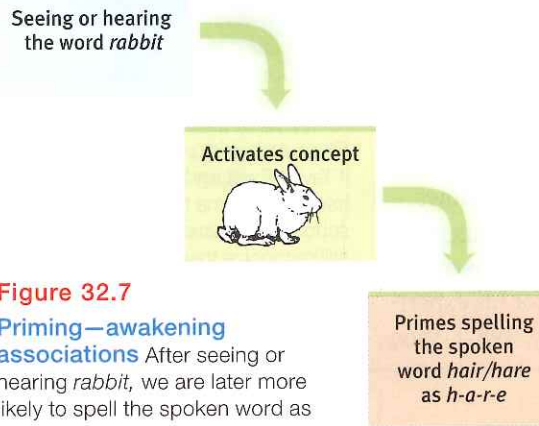 Seeing or hearing
the word rabbit
Activates concept
Primes spelling
the spoken
word hair/hare
as h-a-r-e
Figure 32.7
Priming—awakening
associations After seeing or
hearing rabbit, we are later more
likely to spell the spoken word as